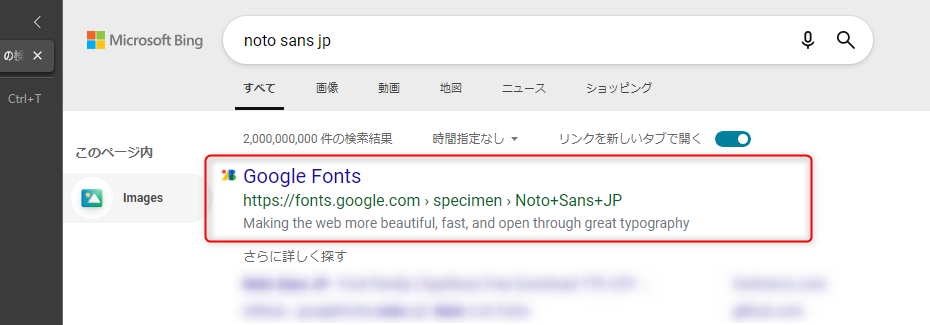 Microsoft Bing
noto sans jp
Ctrl+T
すべて 画像 動画 地図 ニュース ショッピング
2,000,000,000 件の検索結果 時間指定なし リンクを新しいタブで開く
このページ内
Images
Google Fonts
https://fonts.google.com › specimen › Noto+Sans+JP
Making the web more beautiful, fast, and open through great typography
さらに詳しく探す